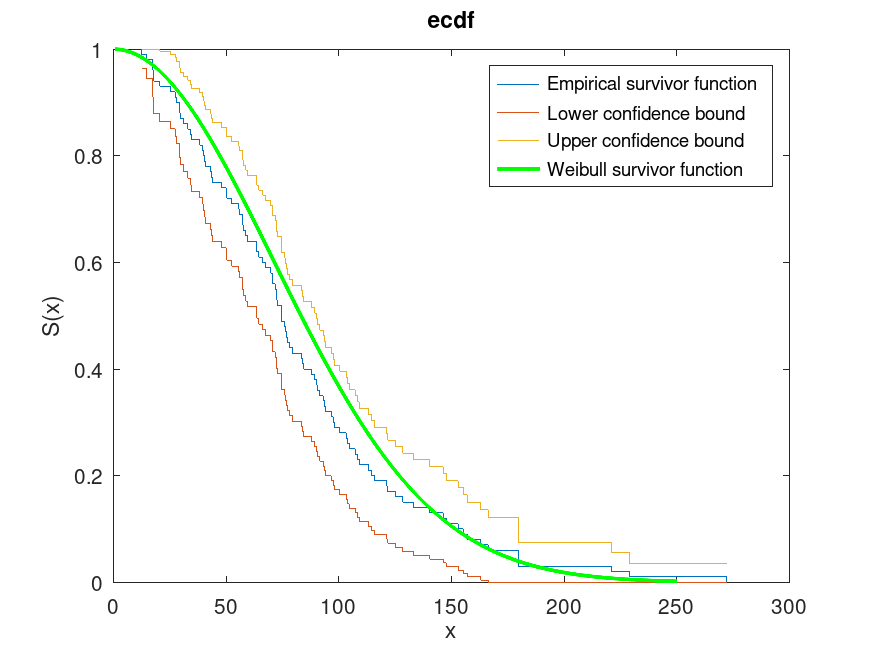 ecdf
Empirical survivor function
Lower confidence bound
Upper confidence bound
Weibull survivor function
1
0.8
0.6
0.4
0.2
0
S(x)
0 50 100 150 200 250 300
x